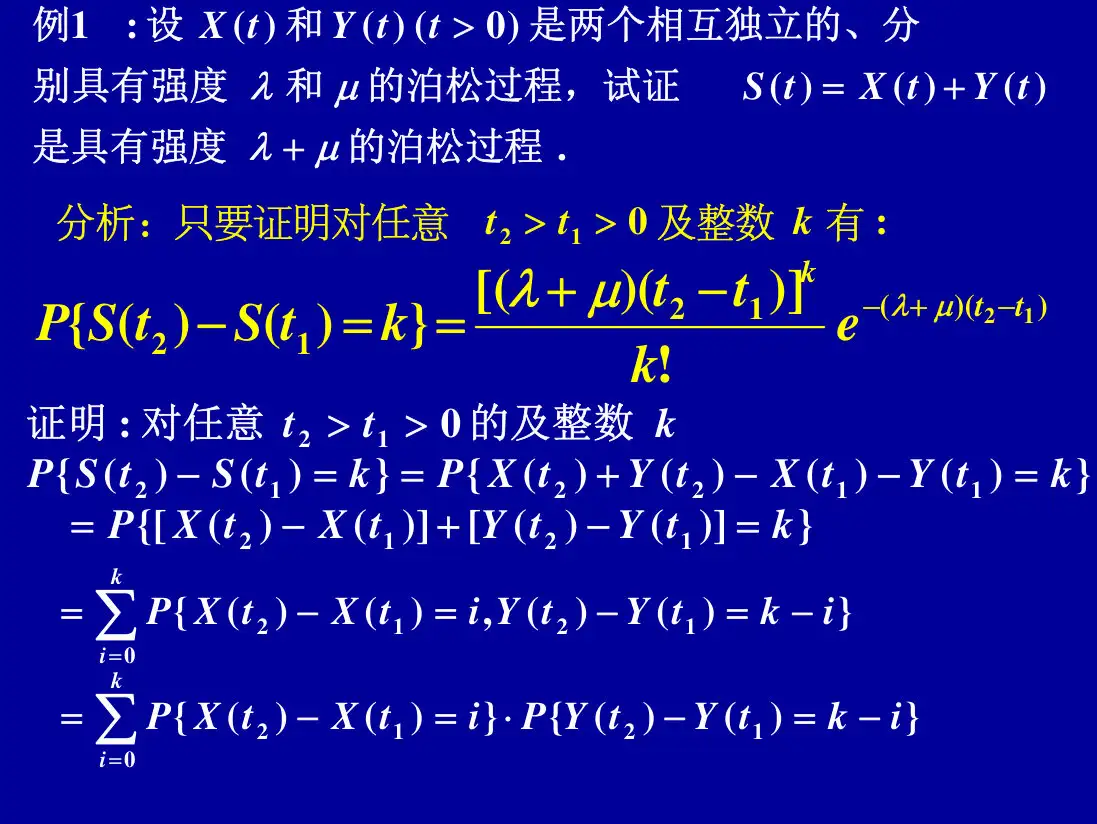 例1 : 设 X(t) 和 Y(t) (t > 0) 是两个相互独立的、分
别具有强度 λ 和 μ 的泊松过程，试证 S(t) = X(t) + Y(t)
是具有强度 λ + μ 的泊松过程 .
分析：只要证明对任意 t₂ > t₁ > 0 及整数 k 有 :
P{S(t₂) − S(t₁) = k} = \frac{[(λ + μ)(t₂ − t₁)]^k}{k!} e^{−(λ+μ)(t₂−t₁)}
证明 : 对任意 t₂ > t₁ > 0 的及整数 k
P{S(t₂) − S(t₁) = k} = P{X(t₂) + Y(t₂) − X(t₁) − Y(t₁) = k}
= P{[X(t₂) − X(t₁)] + [Y(t₂) − Y(t₁)] = k}
= \sum_{i=0}^{k} P{X(t₂) − X(t₁) = i, Y(t₂) − Y(t₁) = k − i}
= \sum_{i=0}^{k} P{X(t₂) − X(t₁) = i} · P{Y(t₂) − Y(t₁) = k − i}